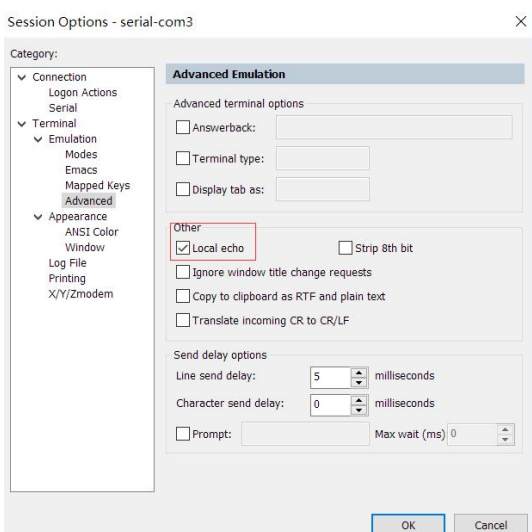 Session Options - serial-com3
Category:
Connection
Logon Actions
Serial
Terminal
Emulation
Modes
Emacs
Mapped Keys
Advanced
Appearance
ANSI Color
Window
Log File
Printing
X/Y/Zmodem
Advanced Emulation
Advanced terminal options
Answerback:
Terminal type:
Display tab as:
Other
Local echo Strip 8th bit
Ignore window title change requests
Copy to clipboard as RTF and plain text
Translate incoming CR to CR/LF
Send delay options
Line send delay: 5 milliseconds
Character send delay: 0 milliseconds
Prompt: Max wait (ms) 0
OK Cancel